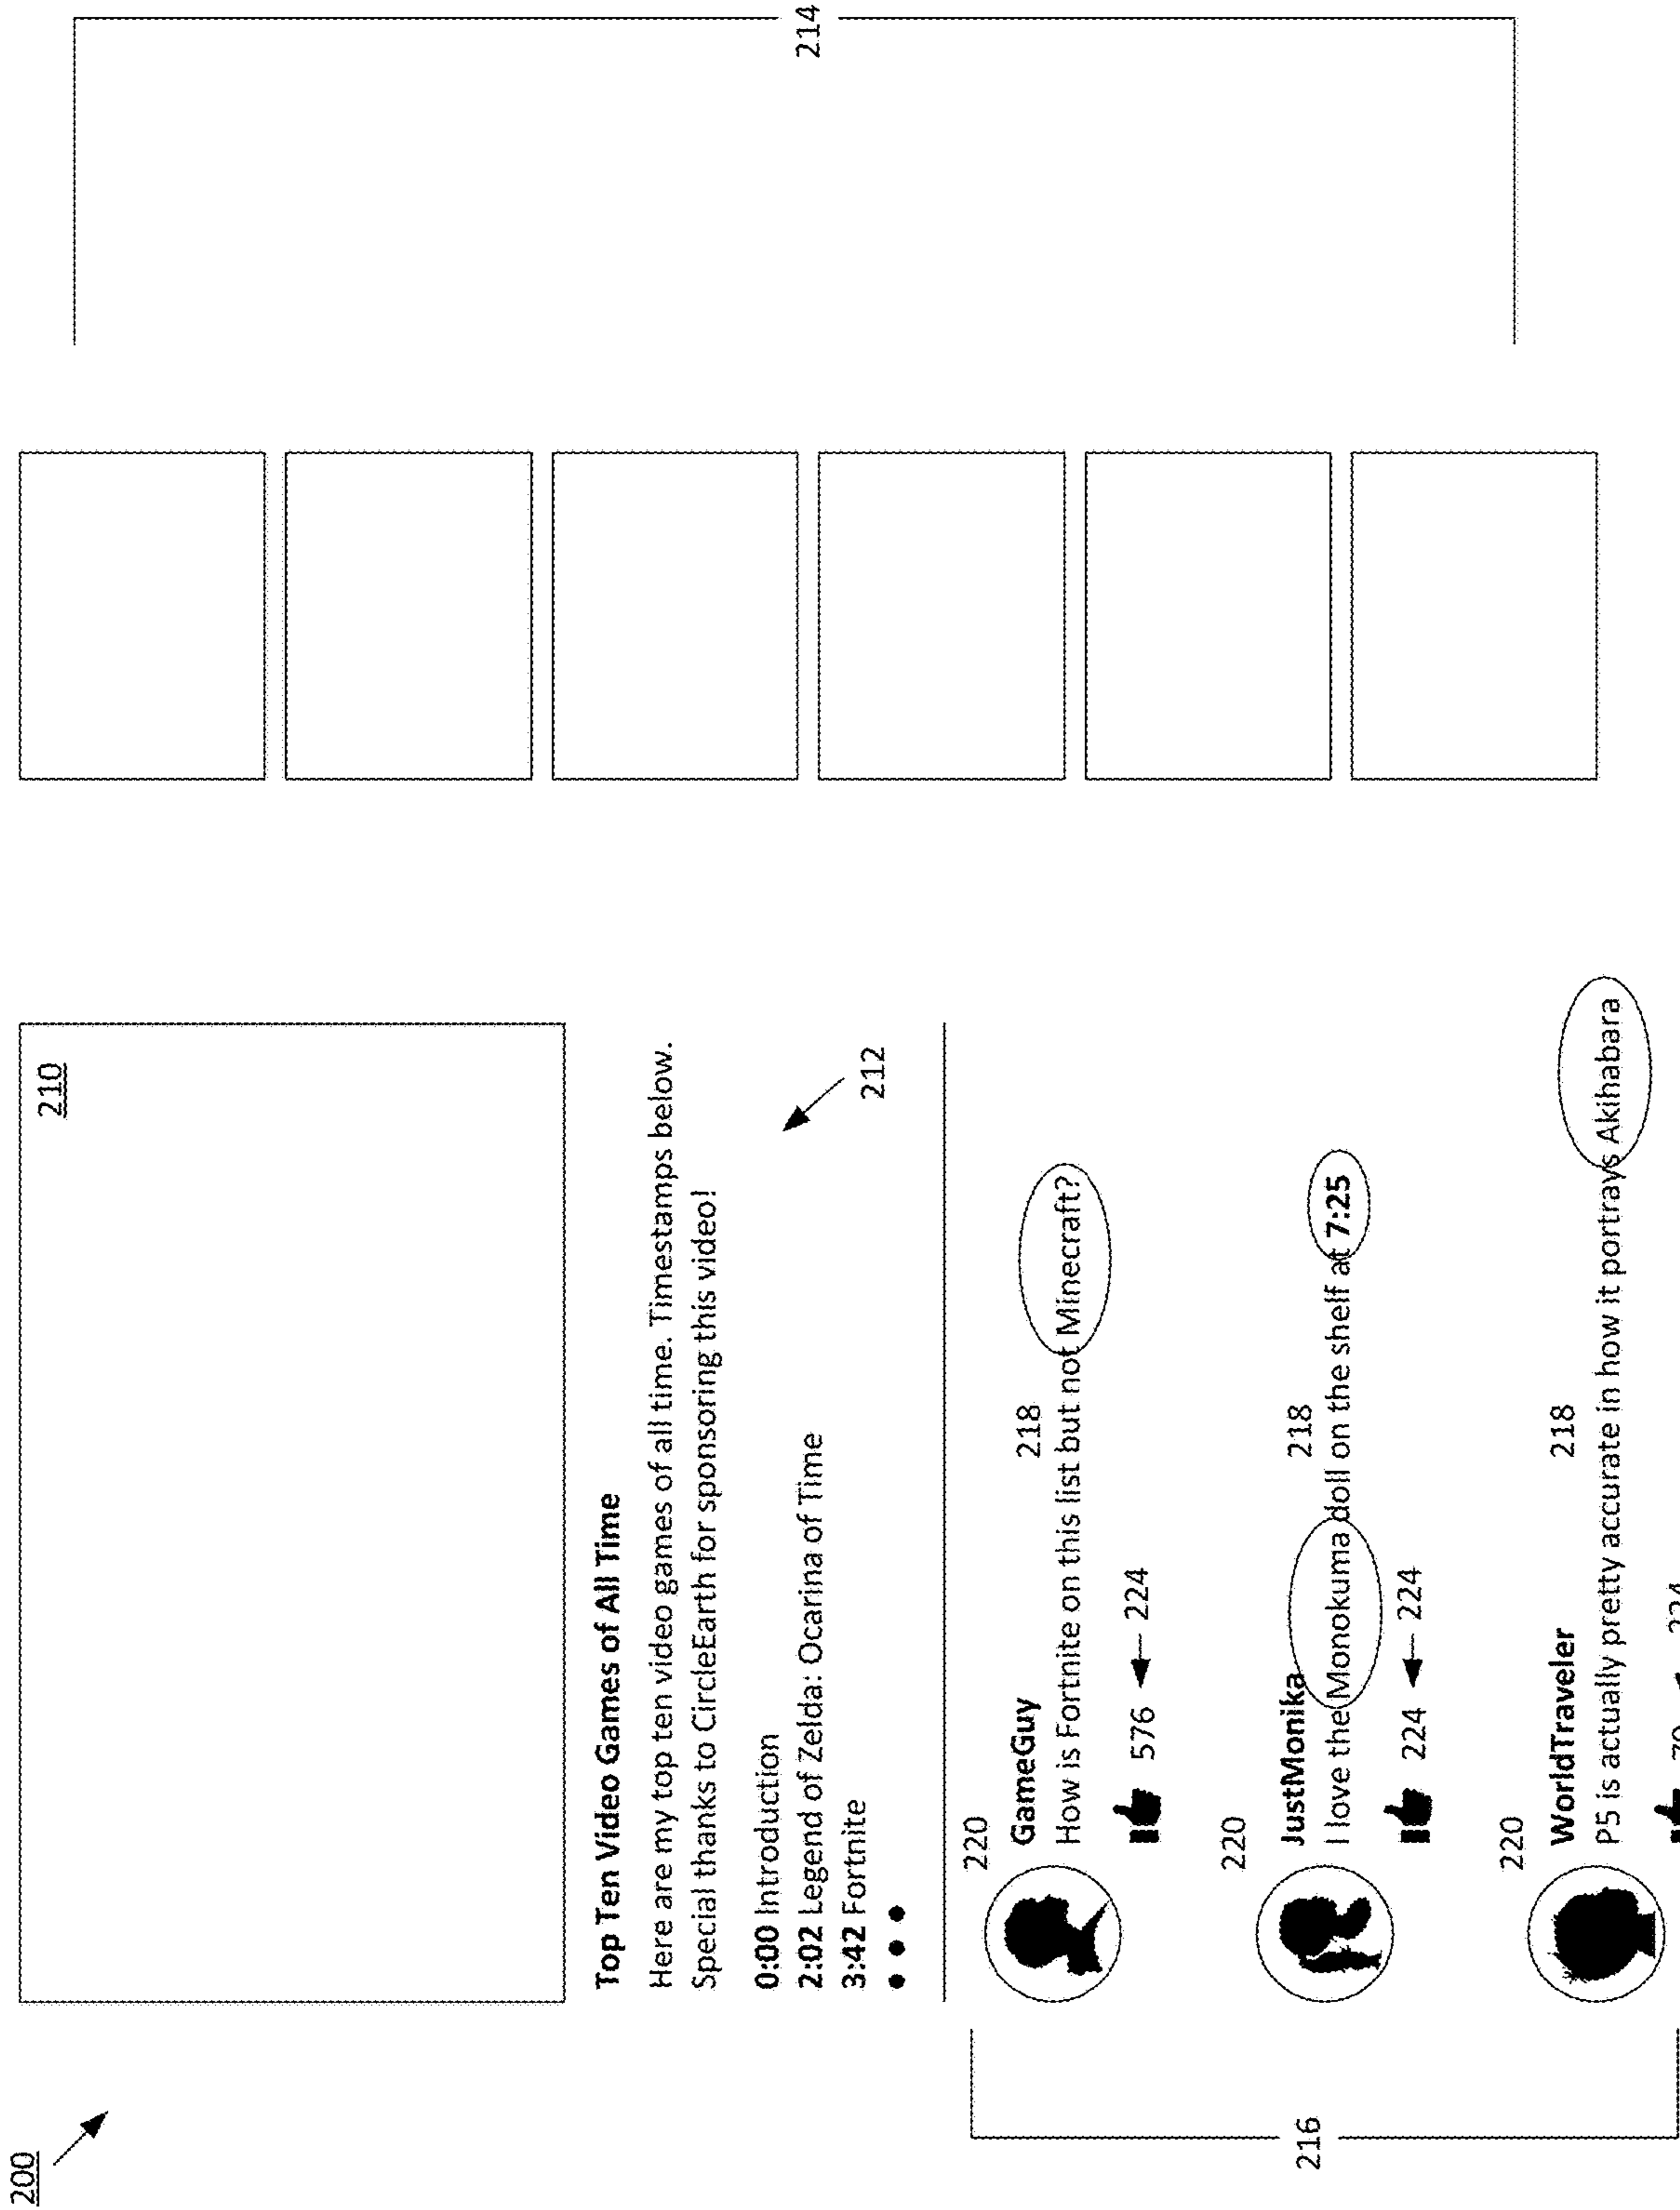 200
210
Top Ten Video Games of All Time
Here are my top ten video games of all time. Timestamps below.
Special thanks to CircleEarth for sponsoring this video!
0:00 Introduction
2:02 Legend of Zelda: Ocarina of Time
3:42 Fortnite
212
214
216
220
GameGuy
218
How is Fortnite on this list but not Minecraft?
576
224
220
JustMonika
218
I love the Monokuma doll on the shelf at 7:25
224
224
220
WorldTraveler
218
P5 is actually pretty accurate in how it portrays Akihabara